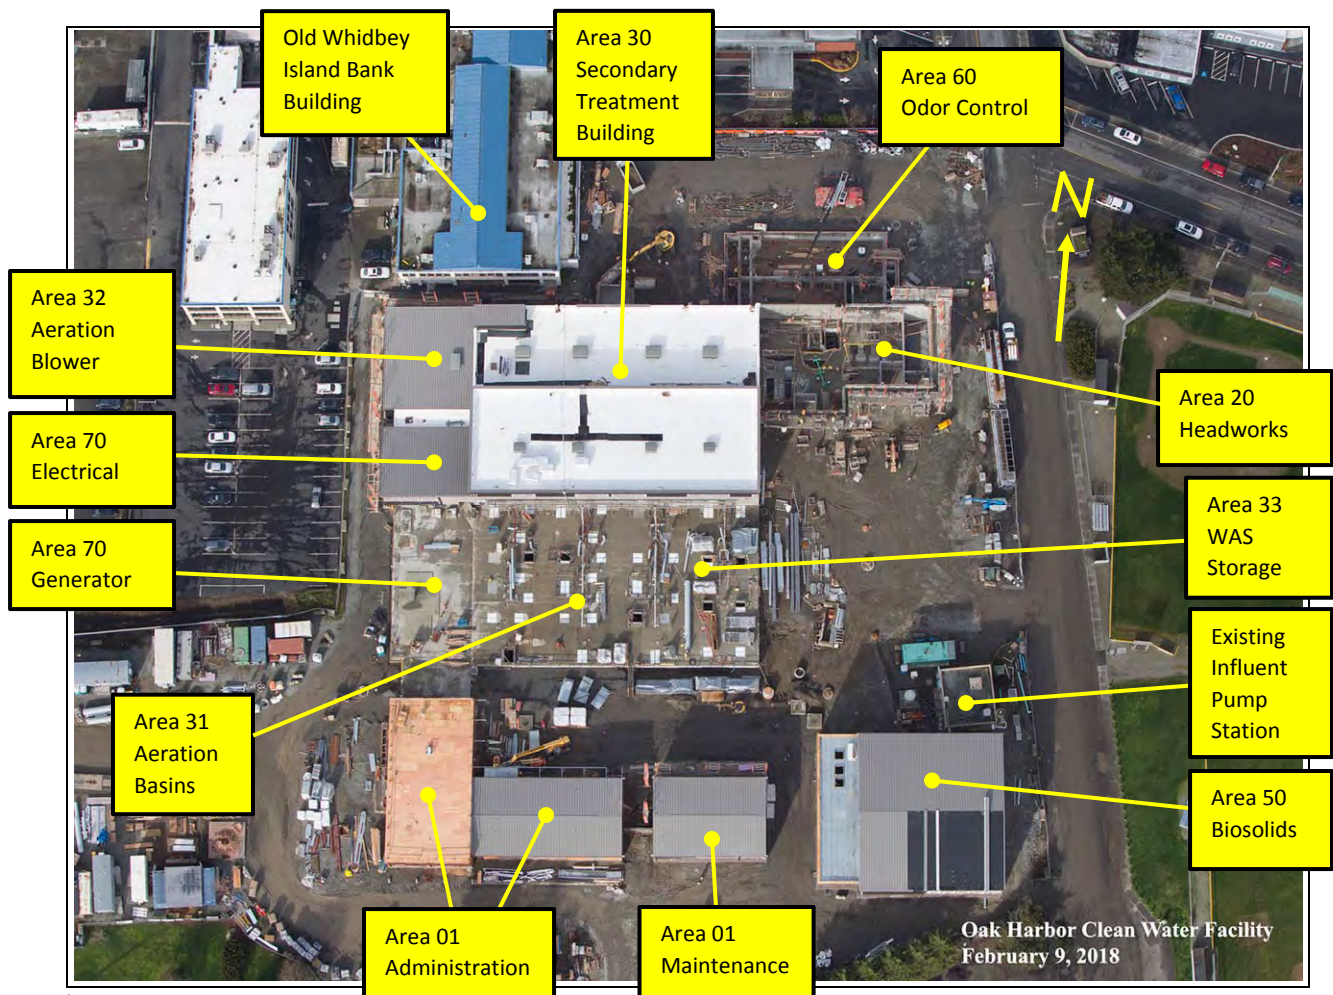 Old Whidbey
Island Bank
Building
Area 30
Secondary
Treatment
Building
Area 60
Odor Control
N
Area 32
Aeration
Blower
Area 20
Headworks
Area 70
Electrical
Area 33
WAS
Storage
Area 70
Generator
Existing
Influent
Pump
Station
Area 31
Aeration
Basins
Area 50
Biosolids
Area 01
Administration
Area 01
Maintenance
Oak Harbor Clean Water Facility
February 9, 2018